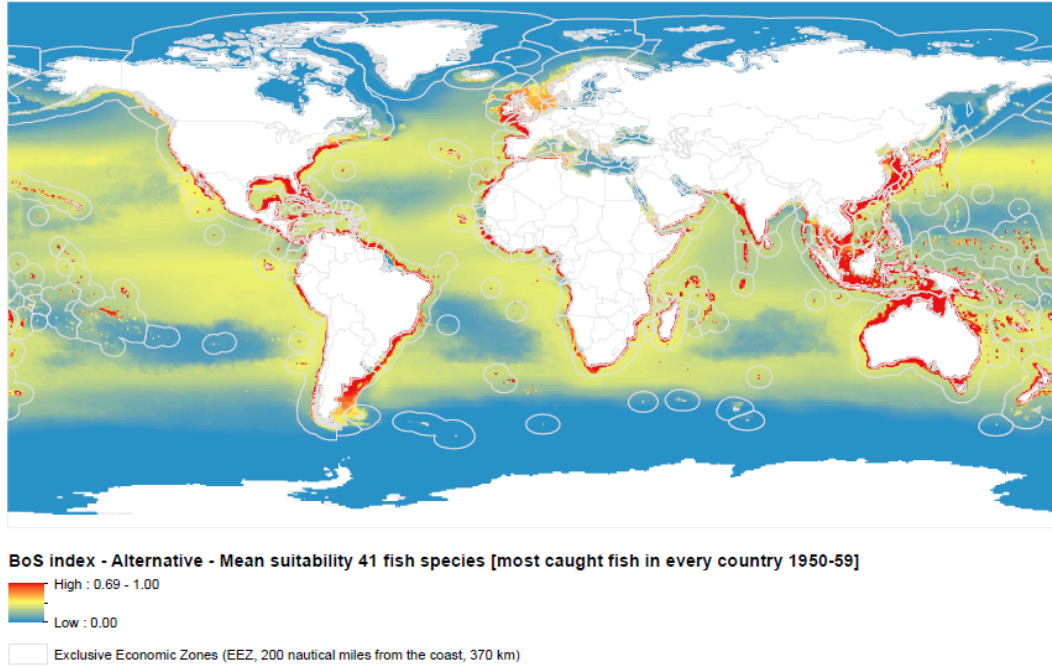 BoS index - Alternative - Mean suitability 41 fish species [most caught fish in every country 1950-59]
High : 0.69 - 1.00
Low : 0.00
Exclusive Economic Zones (EEZ, 200 nautical miles from the coast, 370 km)